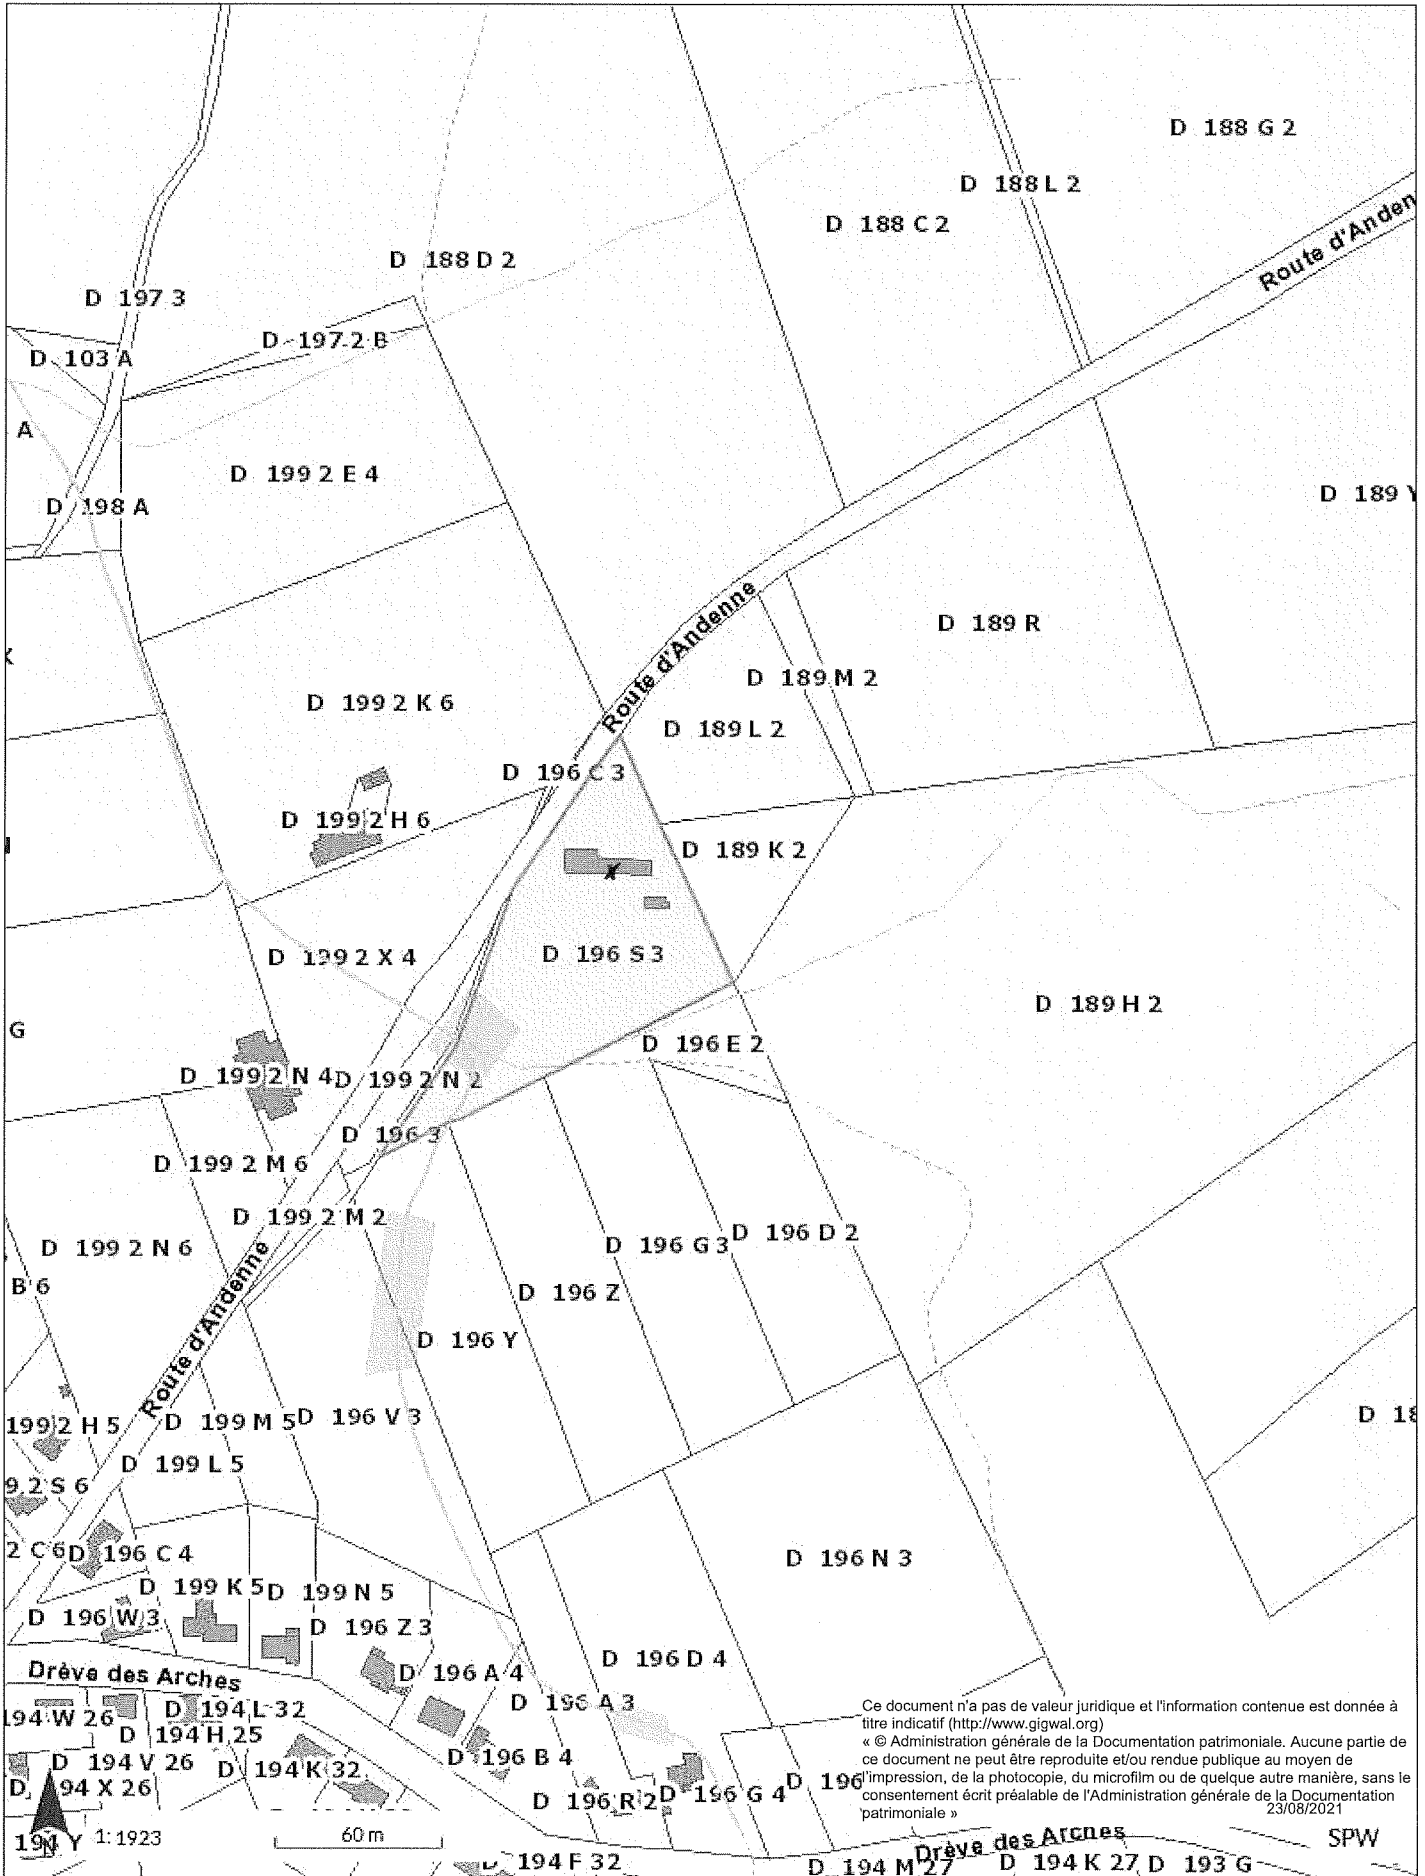 D 188 G 2
D 188 L 2
D 188 C 2
Route d'Anden
D 188 D 2
D 197 3
D 197 2 B
D 103 A
A
D 199 2 E 4
D 189 Y
D 198 A
Route d'Andenne
D 189 R
D 189 M 2
D 199 2 K 6
D 189 L 2
D 196 C 3
D 199 2 H 6
D 189 K 2
D 196 S 3
D 199 2 X 4
D 189 H 2
G
D 196 E 2
D 199 2 N 4
D 199 2 N 2
D 196 3
D 199 2 M 6
D 199 2 M 2
D 196 D 2
D 196 G 3
D 199 2 N 6
B 6
D 196 Z
Route d'Andenne
D 196 Y
D 18
199 2 H 5
D 199 M 5
D 196 V 3
D 199 L 5
9 2 S 6
2 C 6
D 196 C 4
D 196 N 3
D 199 K 5
D 199 N 5
D 196 W 3
D 196 Z 3
D 196 D 4
Drève des Arches
D 196 A 4
D 196 A 3
194 W 26
D 194 L 32
D 194 H 25
D 194 V 26
D 194 K 32
D 196 B 4
D 194 X 26
D 196 R 2
D 196 G 4
D 196
Ce document n'a pas de valeur juridique et l'information contenue est donnée à
titre indicatif (http://www.gigwal.org)
« © Administration générale de la Documentation patrimoniale. Aucune partie de
ce document ne peut être reproduite et/ou rendue publique au moyen de
l'impression, de la photocopie, du microfilm ou de quelque autre manière, sans le
consentement écrit préalable de l'Administration générale de la Documentation
patrimoniale »
23/08/2021
194 Y
N
1: 1923
60 m
SPW
Drève des Arches
D 194 F 32
D 194 M 27
D 194 K 27
D 193 G